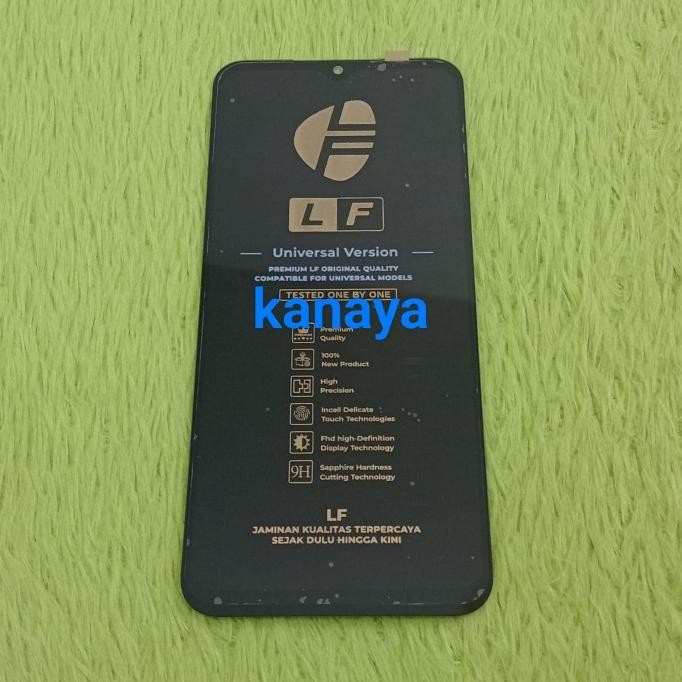 LF
Universal Version
PREMIUM LF ORIGINAL QUALITY
COMPATIBLE FOR UNIVERSAL MODELS
TESTED ONE BY ONE
kanaya
Premium
Quality
100%
New Product
High
Precision
Incell Delicate
Touch Technologies
Fhd high-Definition
Display Technology
9H
Sapphire Hardness
Cutting Technology
LF
JAMINAN KUALITAS TERPERCAYA
SEJAK DULU HINGGA KINI